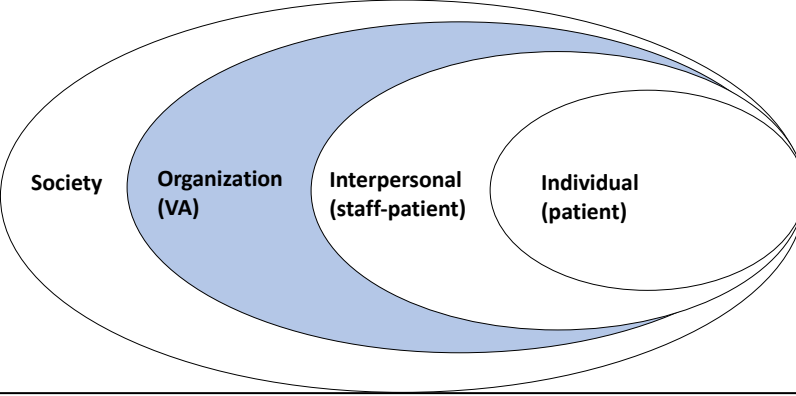 Society
Organization
(VA)
Interpersonal
(staff-patient)
Individual
(patient)